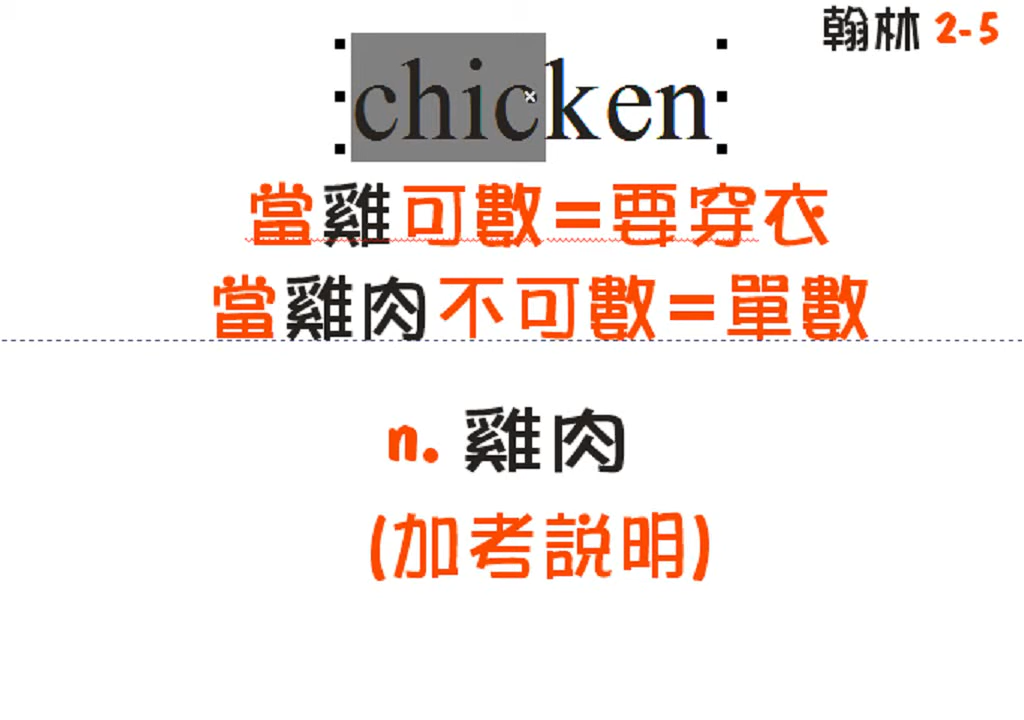 翰林 2-5
chicken
當雞可數=要穿衣
當雞肉不可數=單數
n. 雞肉
(加考說明)